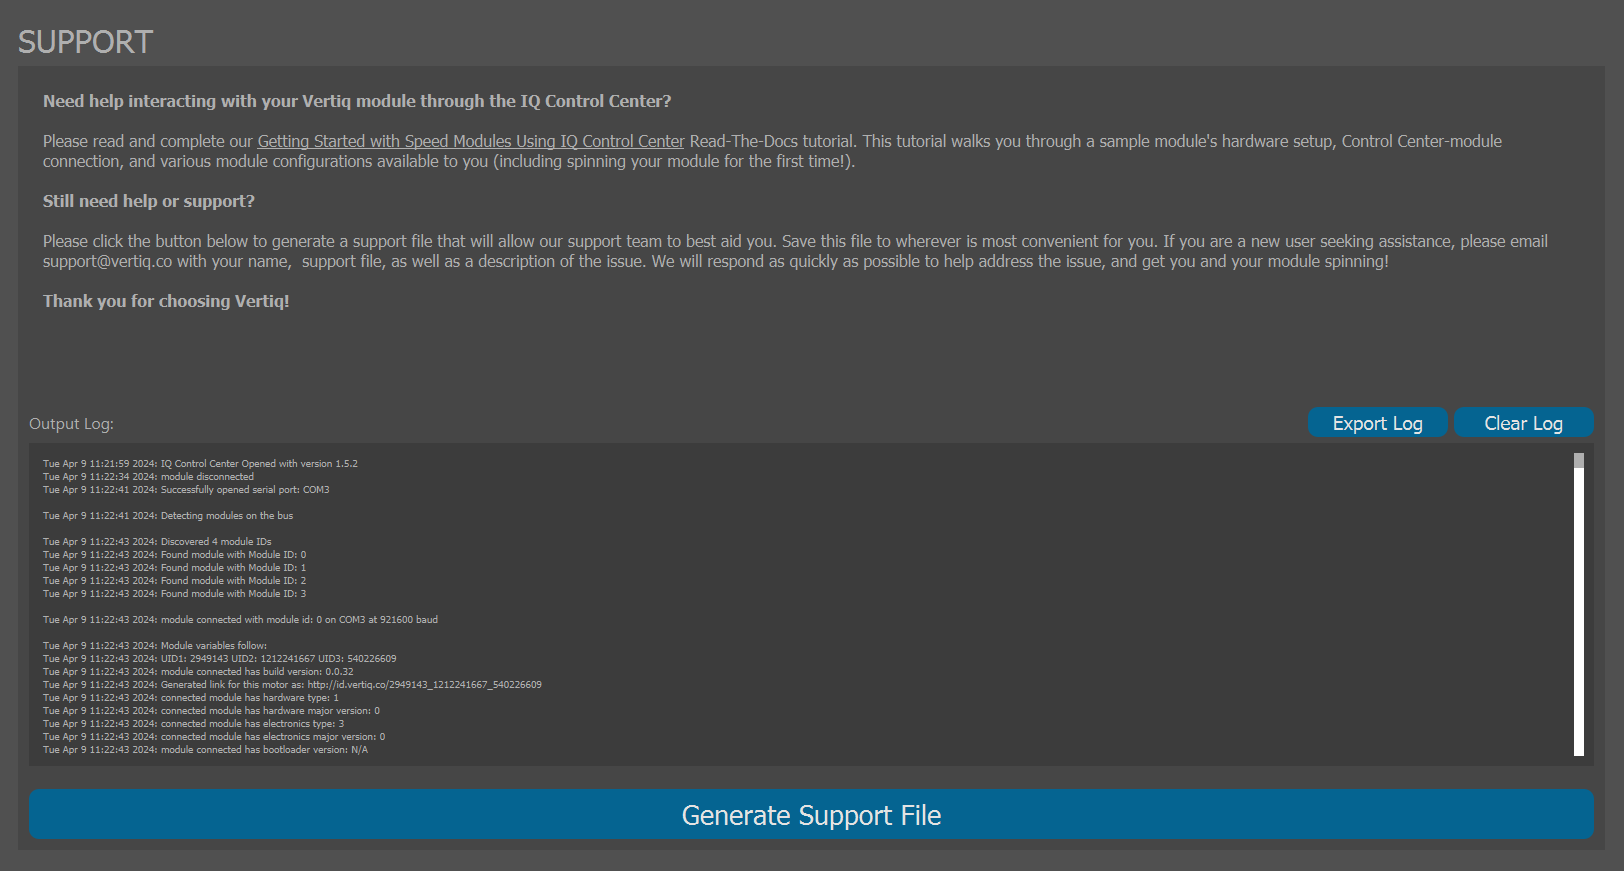 SUPPORT
Need help interacting with your Vertiq module through the IQ Control Center?
Please read and complete our Getting Started with Speed Modules Using IQ Control Center Read-The-Docs tutorial. This tutorial walks you through a sample module's hardware setup, Control Center-module
connection, and various module configurations available to you (including spinning your module for the first time!).
Still need help or support?
Please click the button below to generate a support file that will allow our support team to best aid you. Save this file to wherever is most convenient for you. If you are a new user seeking assistance, please email
support@vertiq.co with your name,  support file, as well as a description of the issue. We will respond as quickly as possible to help address the issue, and get you and your module spinning!
Thank you for choosing Vertiq!
Output Log:
Export Log
Clear Log
Tue Apr 9 11:21:59 2024: IQ Control Center Opened with version 1.5.2
Tue Apr 9 11:22:34 2024: module disconnected
Tue Apr 9 11:22:41 2024: Successfully opened serial port: COM3
Tue Apr 9 11:22:41 2024: Detecting modules on the bus
Tue Apr 9 11:22:43 2024: Discovered 4 module IDs
Tue Apr 9 11:22:43 2024: Found module with Module ID: 0
Tue Apr 9 11:22:43 2024: Found module with Module ID: 1
Tue Apr 9 11:22:43 2024: Found module with Module ID: 2
Tue Apr 9 11:22:43 2024: Found module with Module ID: 3
Tue Apr 9 11:22:43 2024: module connected with module id: 0 on COM3 at 921600 baud
Tue Apr 9 11:22:43 2024: Module variables follow:
Tue Apr 9 11:22:43 2024: UID1: 2949143 UID2: 1212241667 UID3: 540226609
Tue Apr 9 11:22:43 2024: module connected has build version: 0.0.32
Tue Apr 9 11:22:43 2024: Generated link for this motor as: http://id.vertiq.co/2949143_1212241667_540226609
Tue Apr 9 11:22:43 2024: connected module has hardware type: 1
Tue Apr 9 11:22:43 2024: connected module has hardware major version: 0
Tue Apr 9 11:22:43 2024: connected module has electronics type: 3
Tue Apr 9 11:22:43 2024: connected module has electronics major version: 0
Tue Apr 9 11:22:43 2024: module connected has bootloader version: N/A
Generate Support File